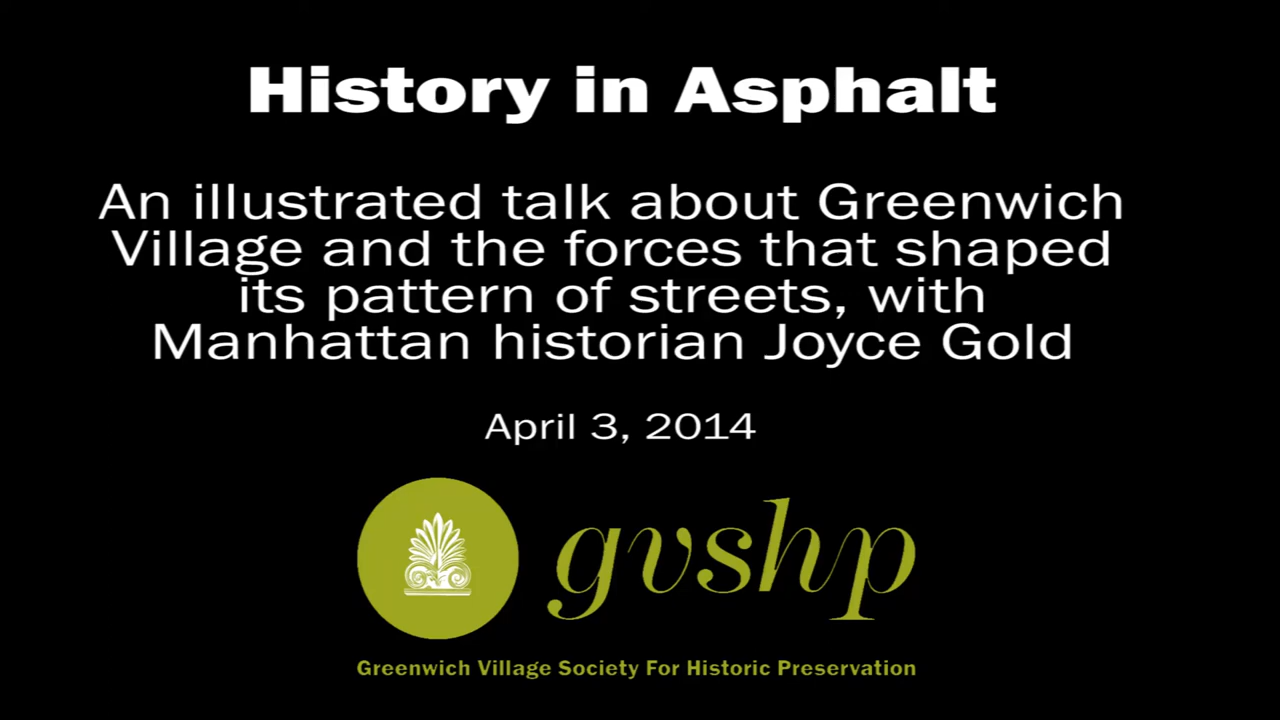 History in Asphalt
An illustrated talk about Greenwich
Village and the forces that shaped
its pattern of streets, with
Manhattan historian Joyce Gold
April 3, 2014
gvshp
Greenwich Village Society For Historic Preservation